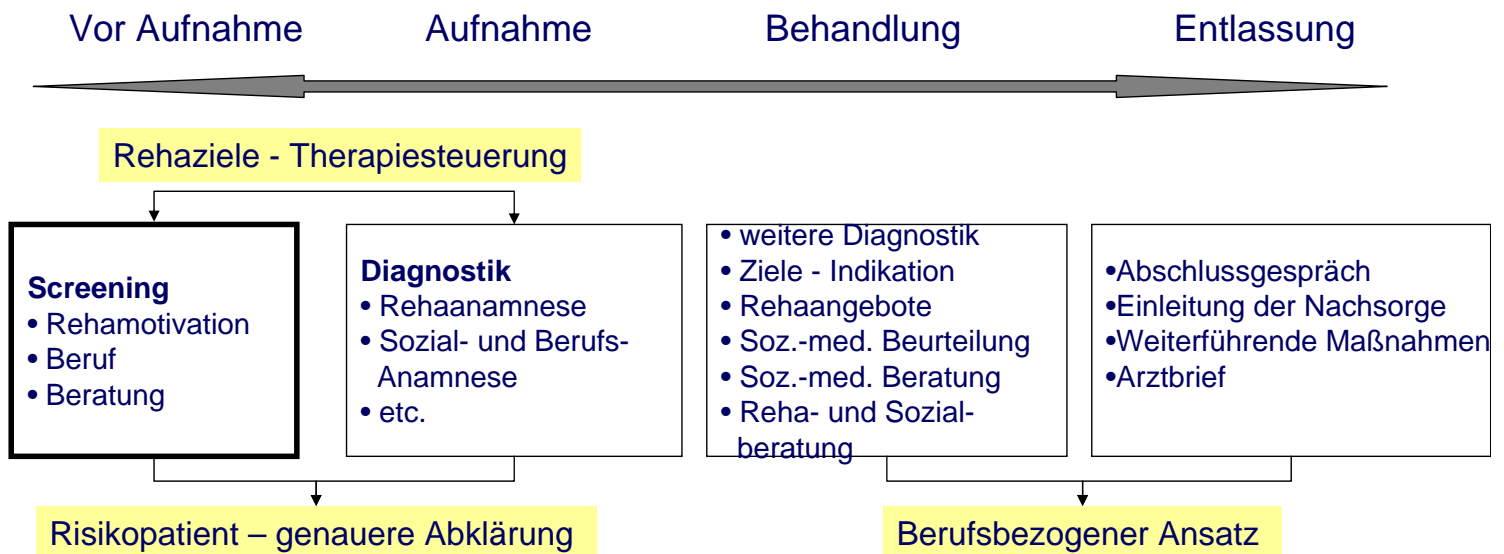 Vor Aufnahme
Aufnahme
Behandlung
Entlassung
Rehaziele - Therapiesteuerung
Screening
• Rehamotivation
• Beruf
• Beratung
Diagnostik
• Rehaanamnese
• Sozial- und Berufs-
Anamnese
• etc.
• weitere Diagnostik
• Ziele - Indikation
• Rehaangebote
• Soz.-med. Beurteilung
• Soz.-med. Beratung
• Reha- und Sozial-
beratung
•Abschlussgespräch
•Einleitung der Nachsorge
•Weiterführende Maßnahmen
•Arztbrief
Risikopatient – genauere Abklärung
Berufsbezogener Ansatz